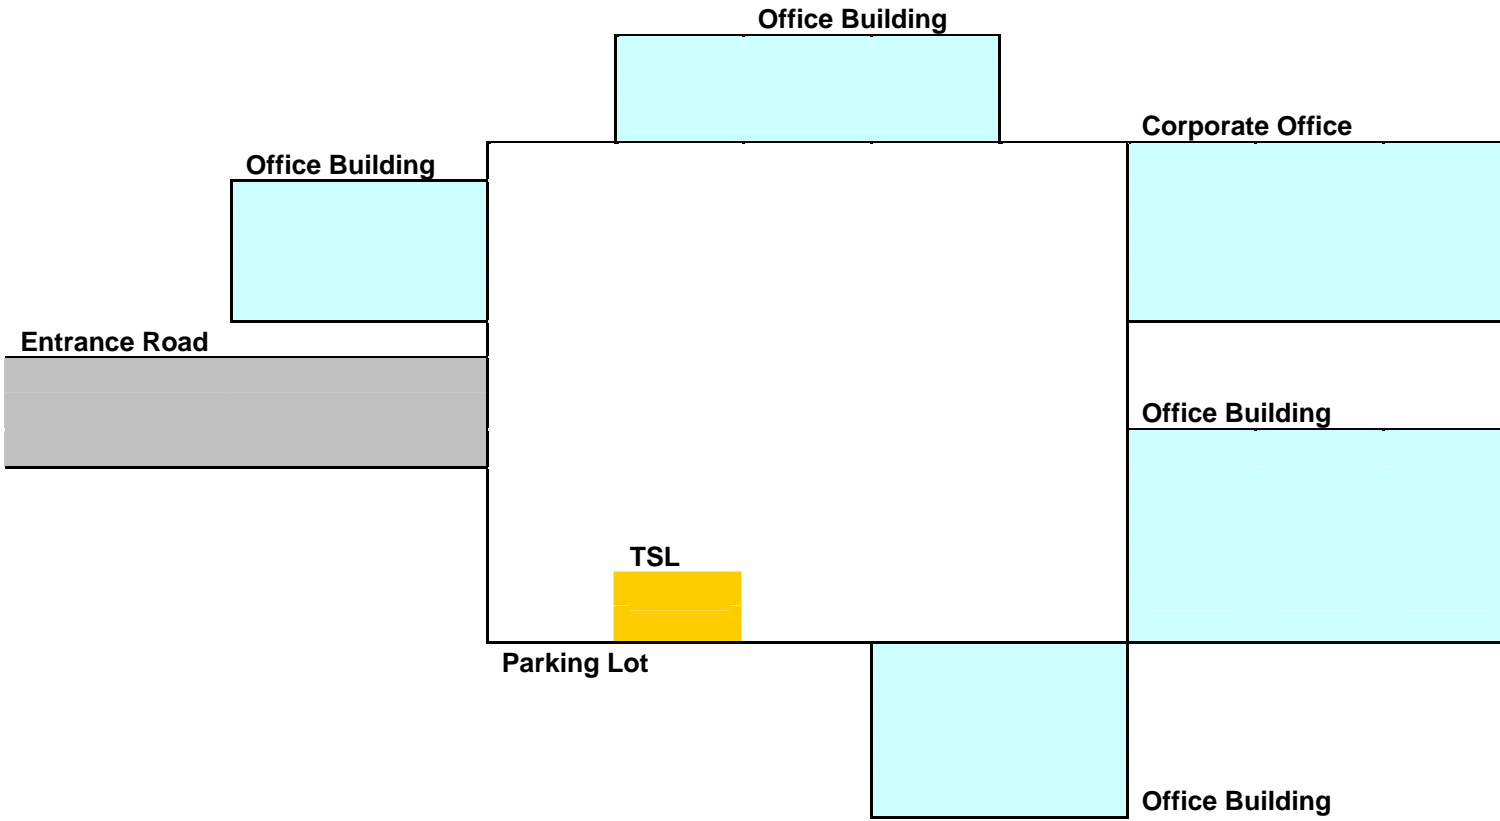 Office Building
Corporate Office
Office Building
Entrance Road
Office Building
TSL
Parking Lot
Office Building